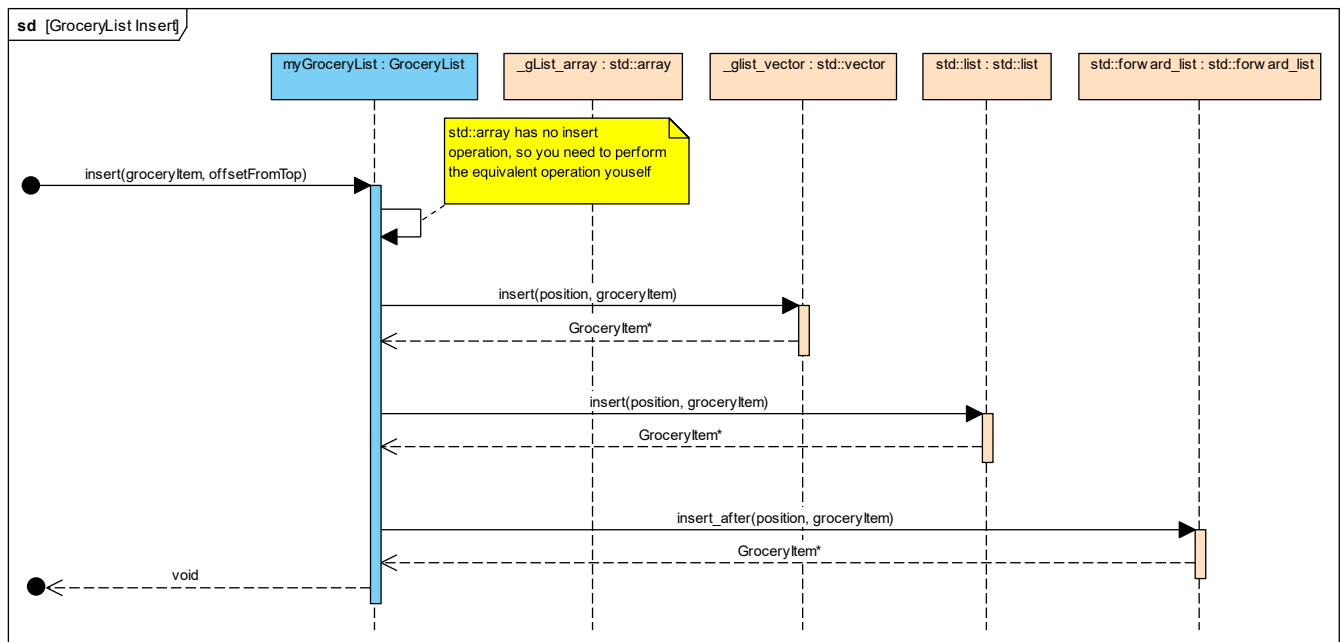 sd [GroceryList Insert]
myGroceryList : GroceryList
_gList_array : std::array
_glist_vector : std::vector
std::list : std::list
std::forward_list : std::forward_list
std::array has no insert
operation, so you need to perform
the equivalent operation youself
insert(groceryItem, offsetFromTop)
insert(position, groceryItem)
GroceryItem*
insert(position, groceryItem)
GroceryItem*
insert_after(position, groceryItem)
GroceryItem*
void